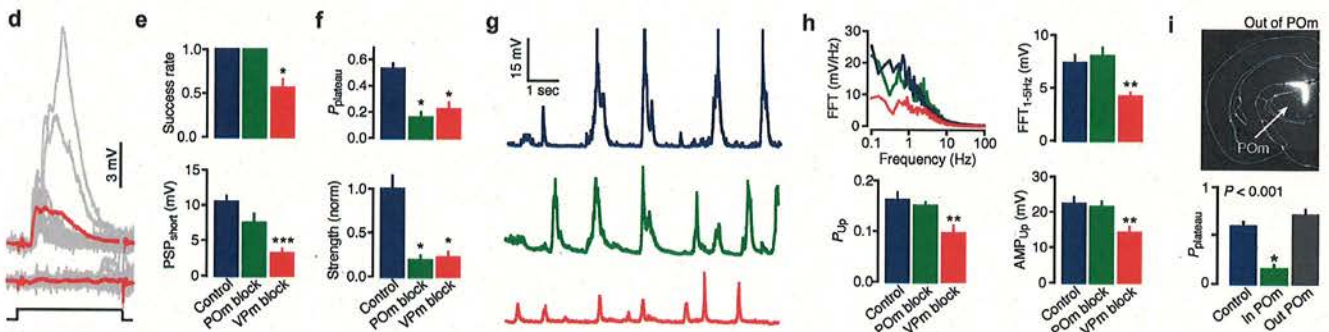 d
3 mV
e
Success rate
1.0
0.5
0.0
*
PSPshort (mV)
15
10
5
0
***
Control
POm block
VPm block
f
Pplateau
0.6
0.4
0.2
0.0
*
*
Strength (norm)
1.0
0.5
0.0
*
*
Control
POm block
VPm block
g
15 mV
1 sec
h
FFT (mV/Hz)
30
20
10
0
0.1
1
10
100
Frequency (Hz)
FFT1-5Hz (mV)
10
5
0
**
PUp
0.2
0.1
0.0
**
Control
POm block
VPm block
AMPUp (mV)
30
20
10
0
**
Control
POm block
VPm block
i
Out of POm
POm
Pplateau
1
0
P < 0.001
*
Control
In POm
Out POm